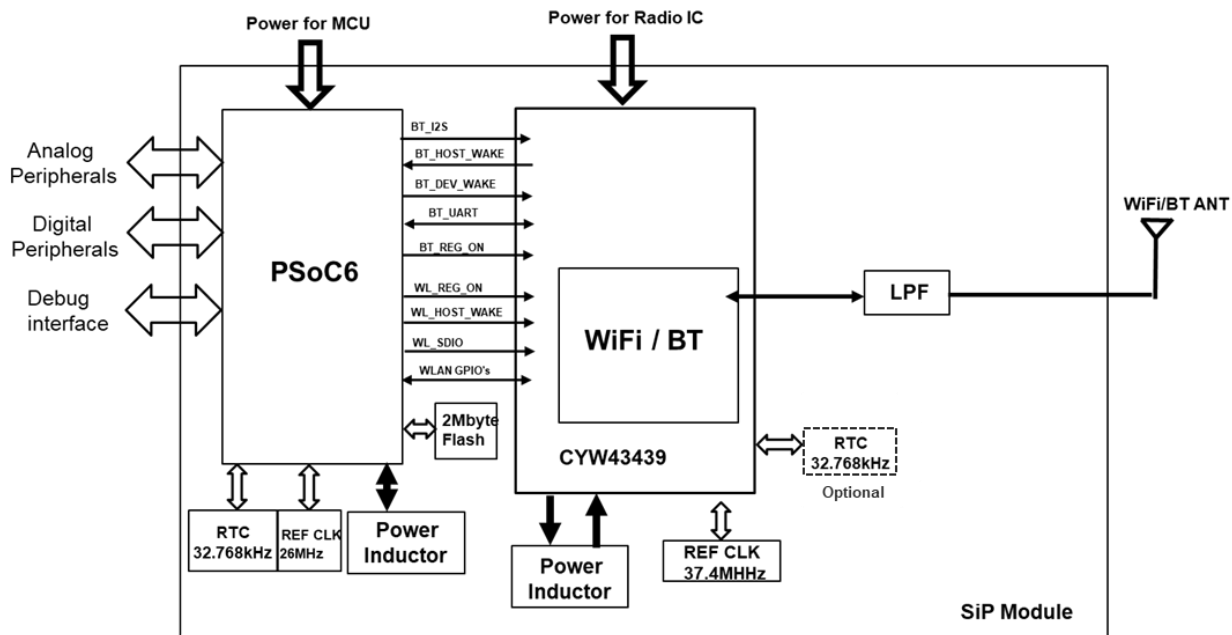 Power for MCU
Power for Radio IC
Analog
Peripherals
Digital
Peripherals
Debug
interface
PSoC6
BT_I2S
BT_HOST_WAKE
BT_DEV_WAKE
BT_UART
BT_REG_ON
WL_REG_ON
WL_HOST_WAKE
WL_SDIO
WLAN GPIO's
2Mbyte
Flash
WiFi / BT
CYW43439
LPF
WiFi/BT ANT
RTC
32.768kHz
Optional
RTC
32.768kHz
REF CLK
26MHz
Power
Inductor
Power
Inductor
REF CLK
37.4MHHz
SiP Module